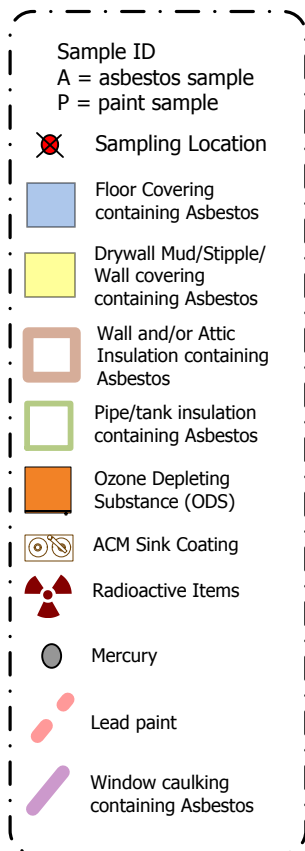 Sample ID
A = asbestos sample
P = paint sample
Sampling Location
Floor Covering
containing Asbestos
Drywall Mud/Stipple/
Wall covering
containing Asbestos
Wall and/or Attic
Insulation containing
Asbestos
Pipe/tank insulation
containing Asbestos
Ozone Depleting
Substance (ODS)
ACM Sink Coating
Radioactive Items
Mercury
Lead paint
Window caulking
containing Asbestos